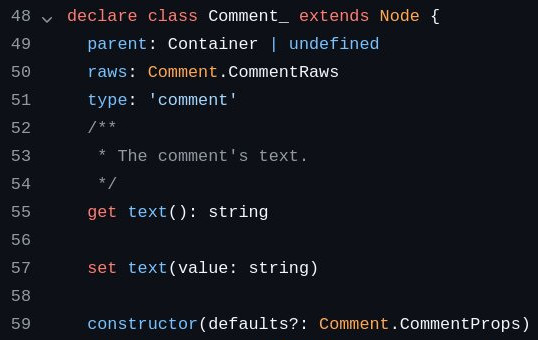 48 declare class Comment_ extends Node {
49   parent: Container | undefined
50   raws: Comment.CommentRaws
51   type: 'comment'
52   /**
53    * The comment's text.
54    */
55   get text(): string
56
57   set text(value: string)
58
59   constructor(defaults?: Comment.CommentProps)